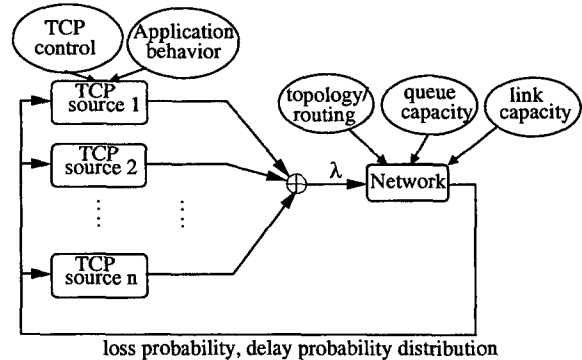 TCP
control
Application
behavior
TCP
source 1
topology/
routing
queue
capacity
link
capacity
TCP
source 2
λ
Network
TCP
source n
loss probability, delay probability distribution